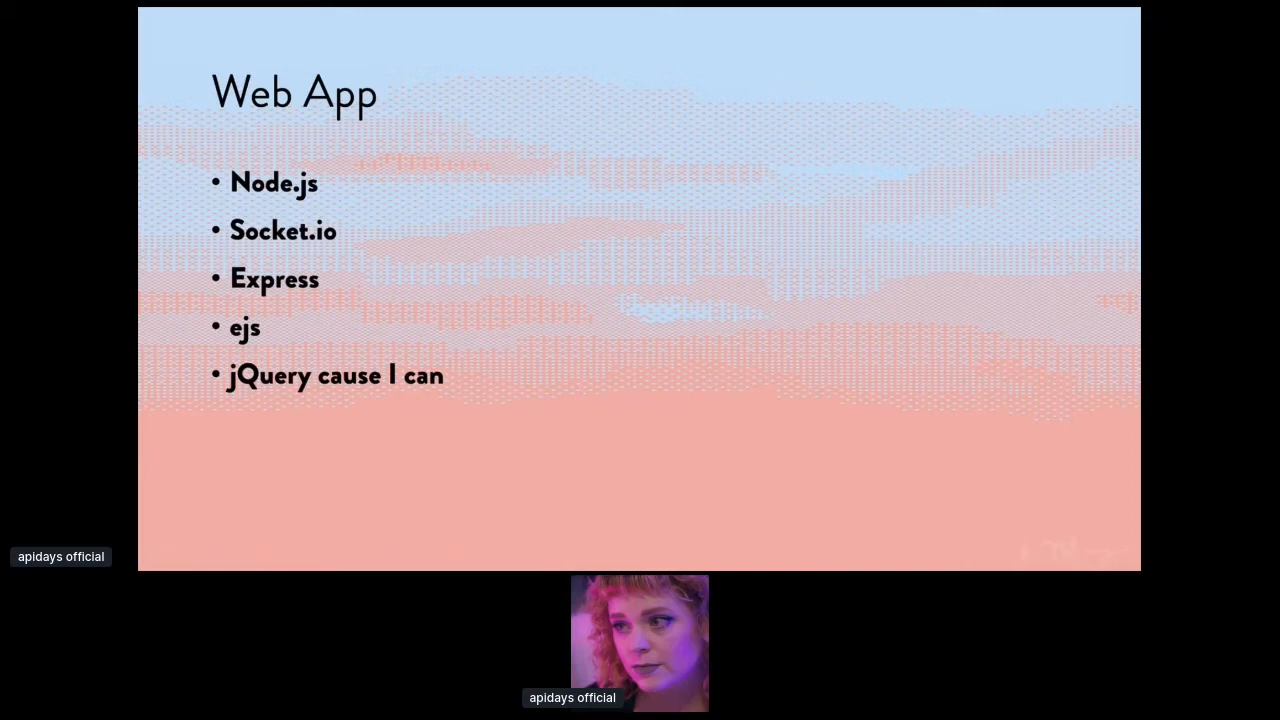 Web App
• Node.js
• Socket.io
• Express
• ejs
• jQuery cause I can
apidays official
apidays official